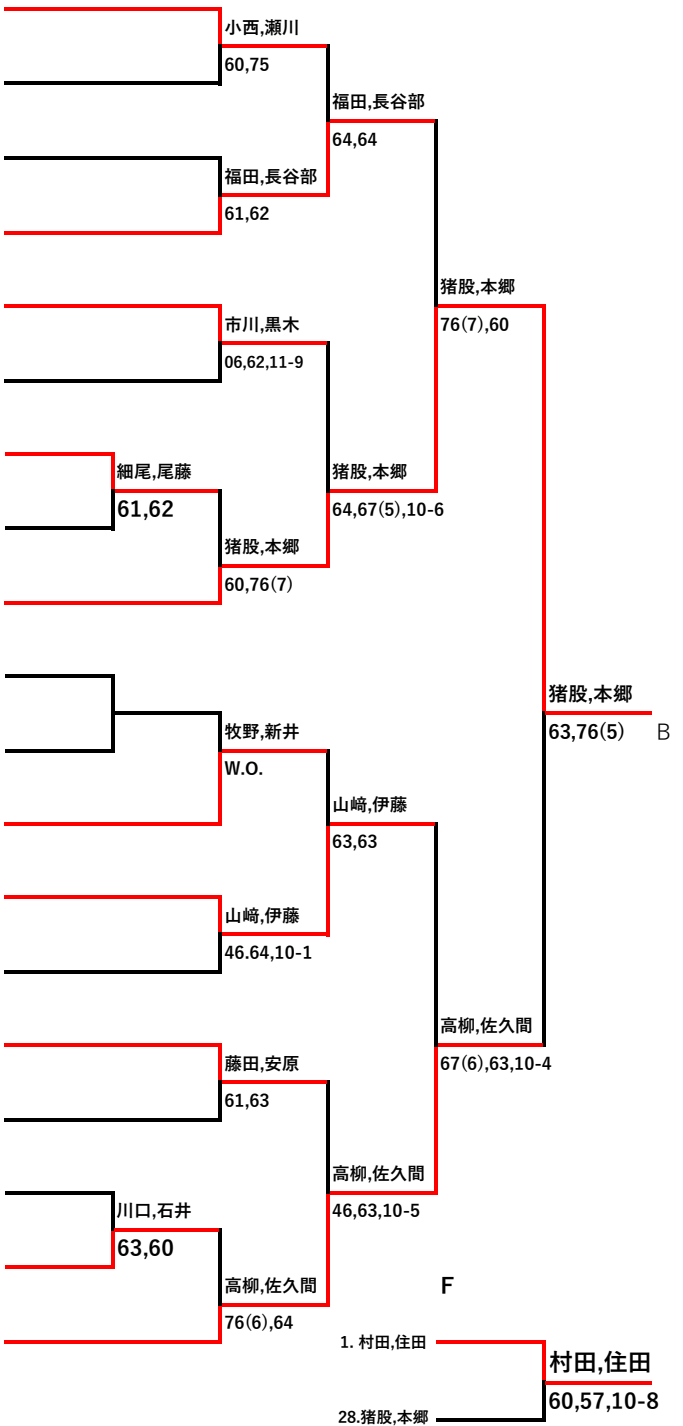 小西,瀬川
60,75
福田,長谷部
64,64
福田,長谷部
61,62
猪股,本郷
76(7),60
市川,黒木
06,62,11-9
細尾,尾藤
61,62
猪股,本郷
64,67(5),10-6
猪股,本郷
60,76(7)
猪股,本郷
63,76(5)
B
牧野,新井
W.O.
山﨑,伊藤
63,63
山﨑,伊藤
46.64,10-1
高柳,佐久間
67(6),63,10-4
藤田,安原
61,63
高柳,佐久間
46,63,10-5
川口,石井
63,60
高柳,佐久間
76(6),64
F
1. 村田,住田
村田,住田
60,57,10-8
28.猪股,本郷